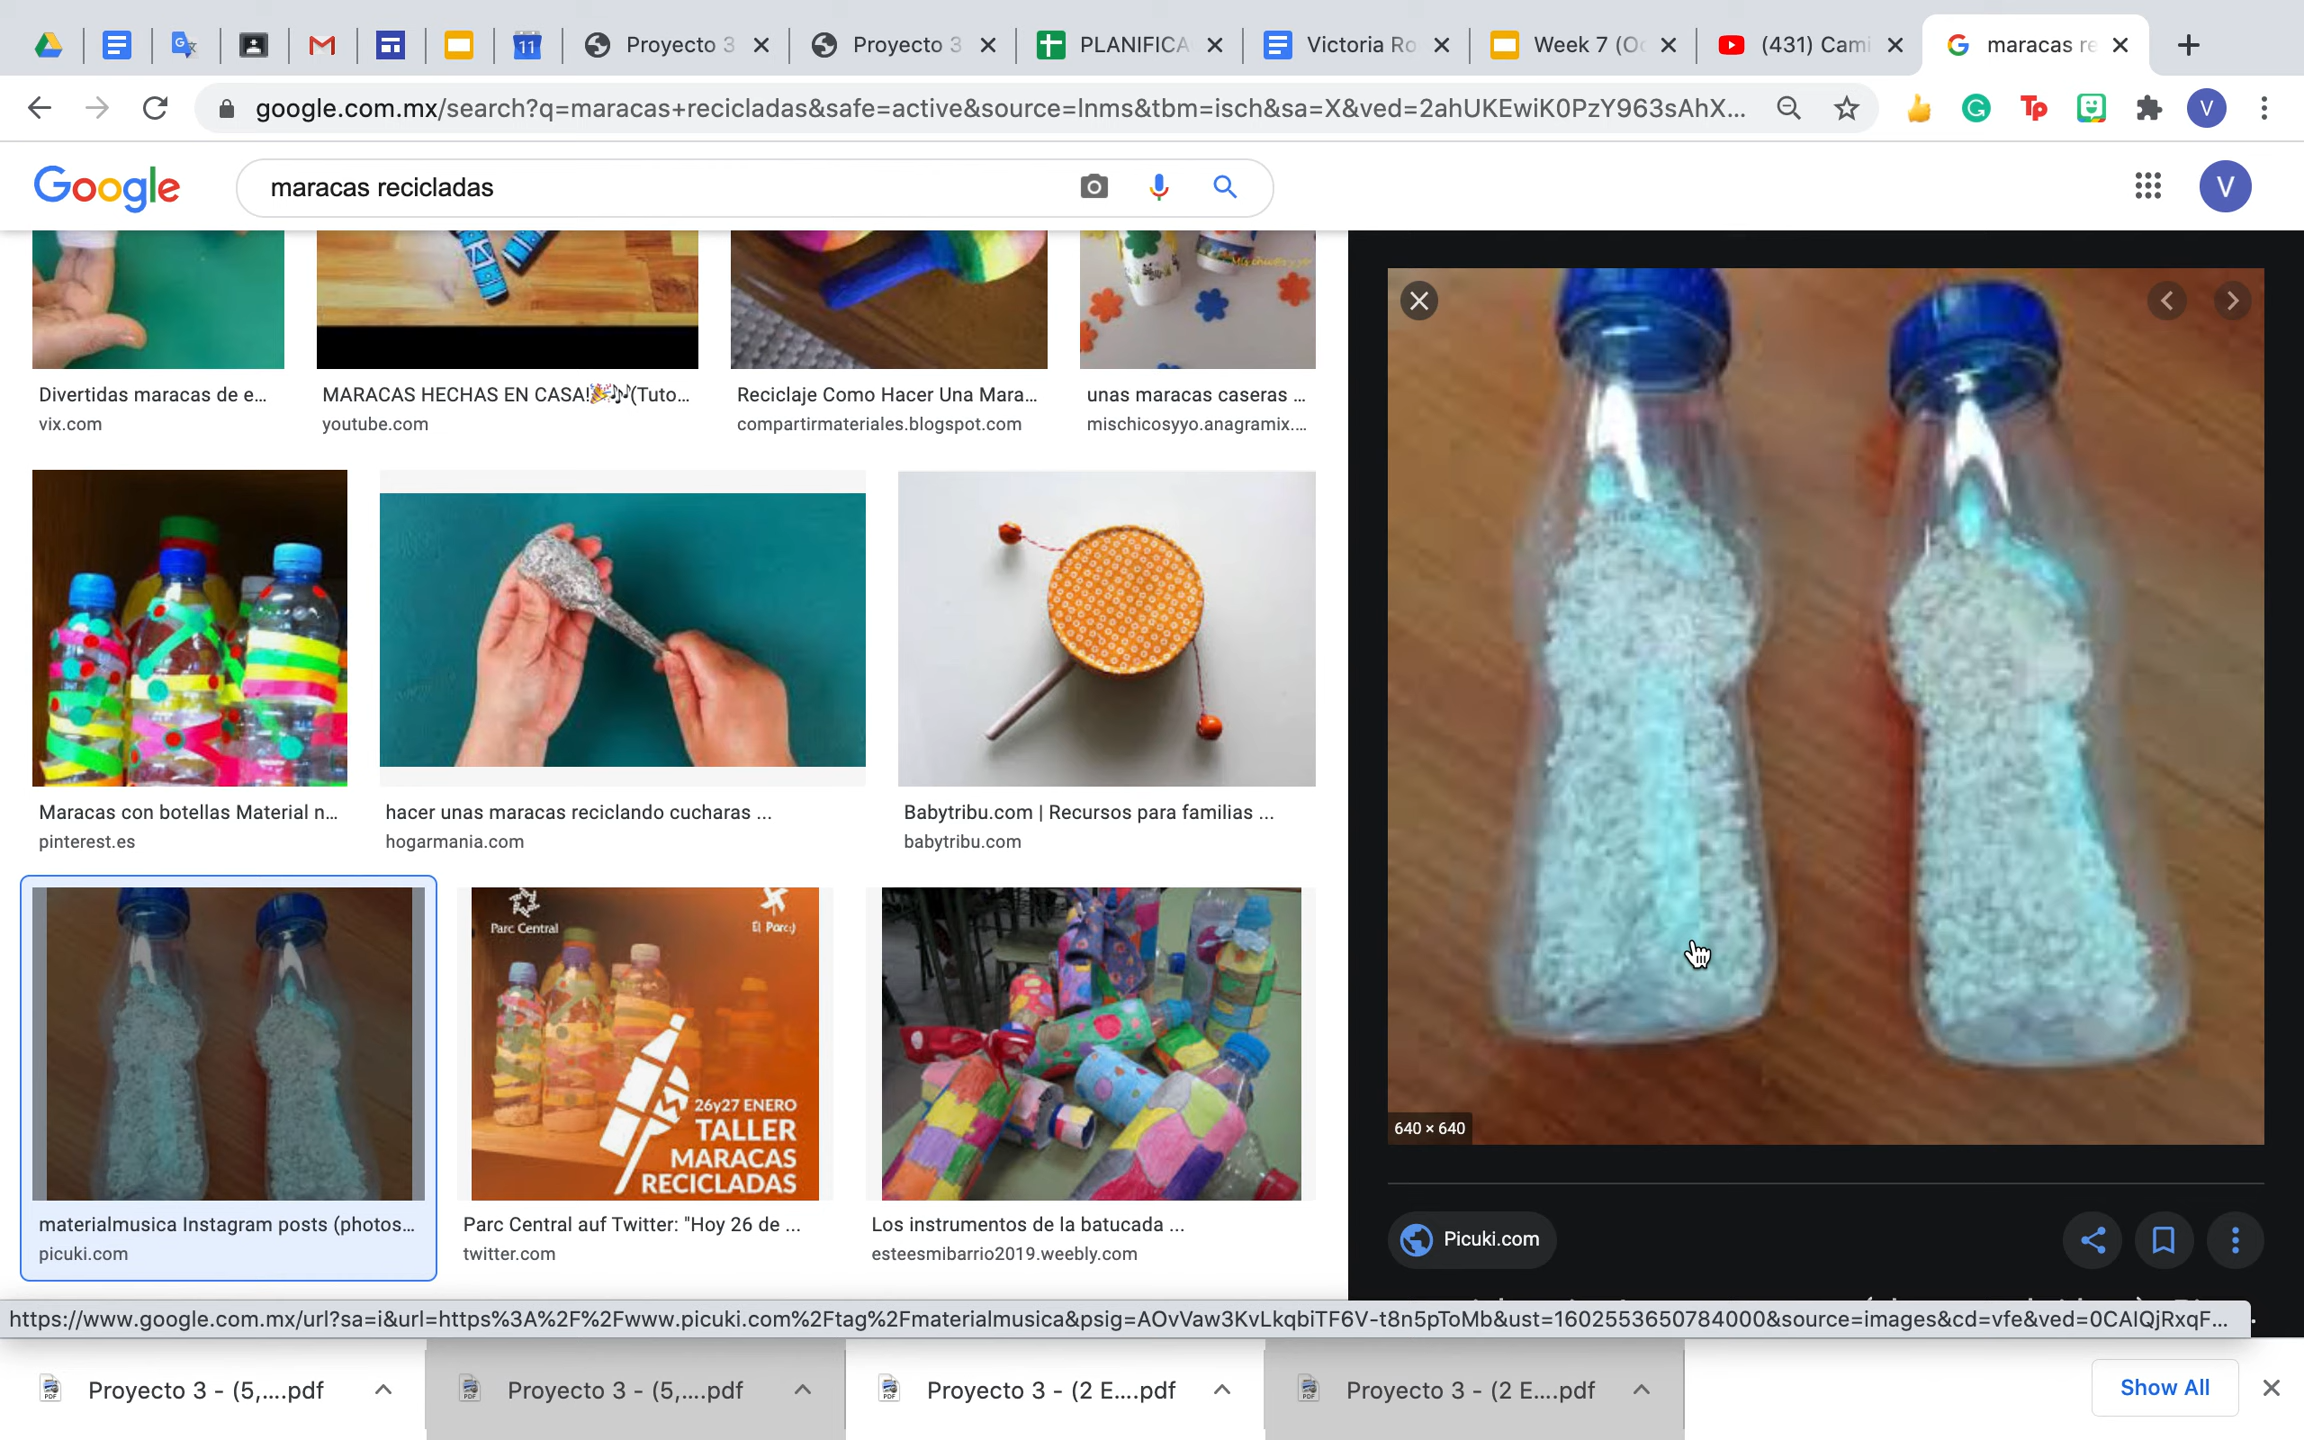 11
Proyecto 3
Proyecto 3
PLANIFICA
Victoria Ro
Week 7 (Oc
(431) Cami
maracas re
google.com.mx/search?q=maracas+recicladas&safe=active&source=lnms&tbm=isch&sa=X&ved=2ahUKEwiK0PzY963sAhX...
Tp
V
Google
maracas recicladas
V
Divertidas maracas de e...
vix.com
MARACAS HECHAS EN CASA!🎉🎶(Tuto...
youtube.com
Reciclaje Como Hacer Una Mara...
compartirmateriales.blogspot.com
unas maracas caseras ...
mischicosyyo.anagramix....
Maracas con botellas Material n...
pinterest.es
hacer unas maracas reciclando cucharas ...
hogarmania.com
Babytribu.com | Recursos para familias ...
babytribu.com
Parc Central
El Parc;)
26y27 ENERO
TALLER
MARACAS
RECICLADAS
materialmusica Instagram posts (photos...
picuki.com
Parc Central auf Twitter: "Hoy 26 de ...
twitter.com
Los instrumentos de la batucada ...
esteesmibarrio2019.weebly.com
640 × 640
Picuki.com
https://www.google.com.mx/url?sa=i&url=https%3A%2F%2Fwww.picuki.com%2Ftag%2Fmaterialmusica&psig=AOvVaw3KvLkqbiTF6V-t8n5pToMb&ust=1602553650784000&source=images&cd=vfe&ved=0CAIQjRxqF...
Proyecto 3 - (5,....pdf
Proyecto 3 - (5,....pdf
Proyecto 3 - (2 E....pdf
Proyecto 3 - (2 E....pdf
Show All